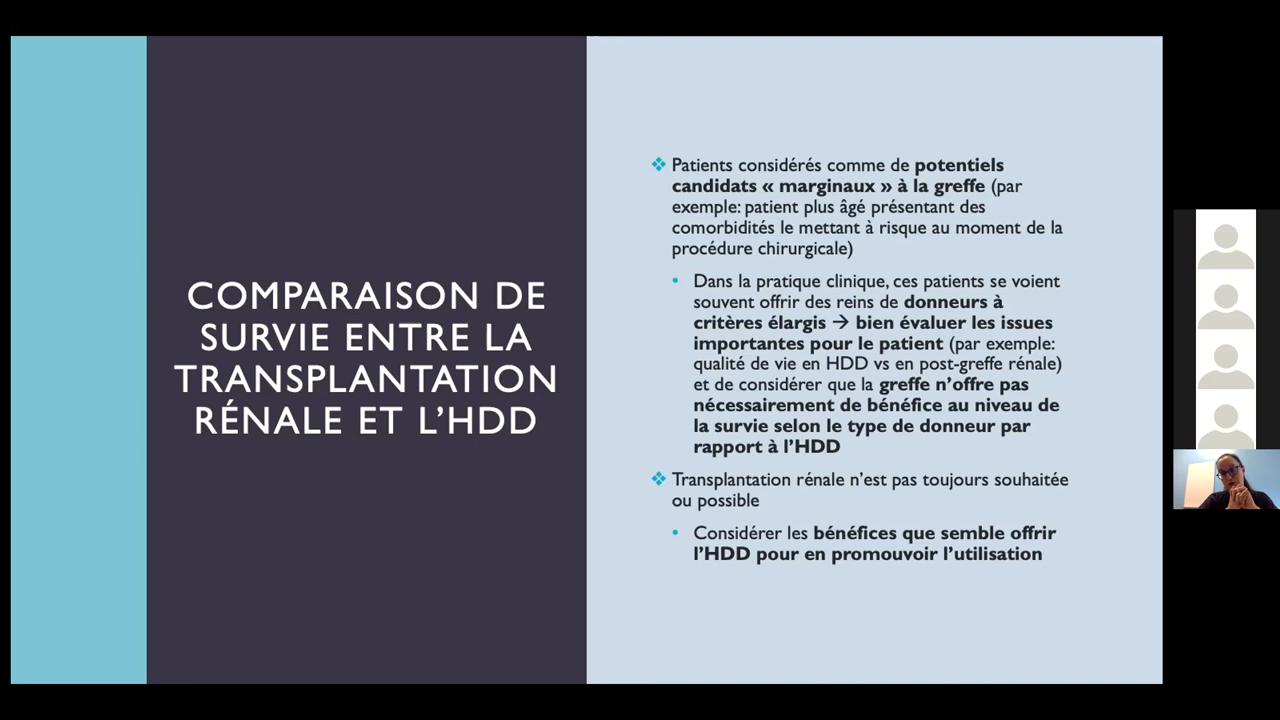 COMPARAISON DE
SURVIE ENTRE LA
TRANSPLANTATION
RÉNALE ET L’HDD
Patients considérés comme de potentiels
candidats « marginaux » à la greffe (par
exemple: patient plus âgé présentant des
comorbidités le mettant à risque au moment de la
procédure chirurgicale)
Dans la pratique clinique, ces patients se voient
souvent offrir des reins de donneurs à
critères élargis → bien évaluer les issues
importantes pour le patient (par exemple:
qualité de vie en HDD vs en post-greffe rénale)
et de considérer que la greffe n’offre pas
nécessairement de bénéfice au niveau de
la survie selon le type de donneur par
rapport à l’HDD
Transplantation rénale n’est pas toujours souhaitée
ou possible
Considérer les bénéfices que semble offrir
l’HDD pour en promouvoir l’utilisation